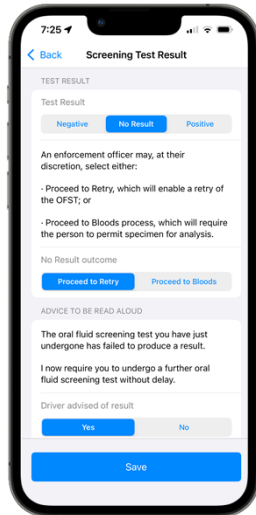 7:25
Back Screening Test Result
TEST RESULT
Test Result
Negative No Result Positive
An enforcement officer may, at their
discretion, select either:
· Proceed to Retry, which will enable a retry of
the OFST; or
· Proceed to Bloods process, which will require
the person to permit specimen for analysis.
No Result outcome
Proceed to Retry Proceed to Bloods
ADVICE TO BE READ ALOUD
The oral fluid screening test you have just
undergone has failed to produce a result.
I now require you to undergo a further oral
fluid screening test without delay.
Driver advised of result
Yes No
Save